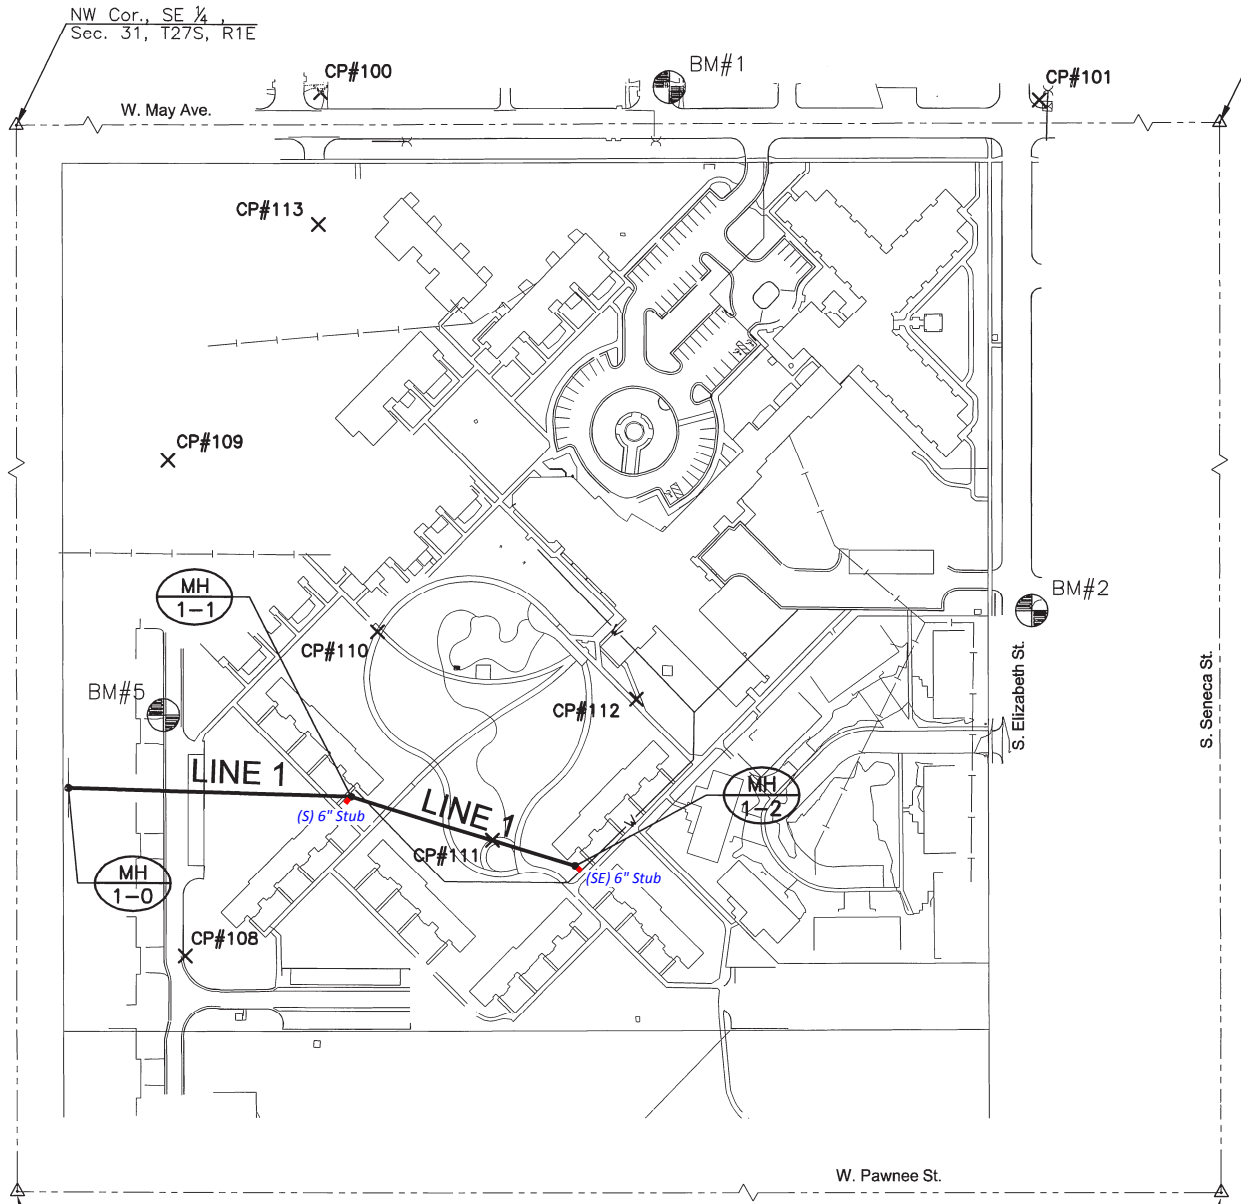 NW Cor., SE ¼ ,
Sec. 31, T27S, R1E
CP#100
BM#1
CP#101
W. May Ave.
CP#113
CP#109
MH
1-1
BM#2
CP#110
BM#5
CP#112
S. Elizabeth St.
S. Seneca St.
LINE 1
LINE 1
MH
1-2
(S) 6" Stub
CP#111
(SE) 6" Stub
MH
1-0
CP#108
W. Pawnee St.